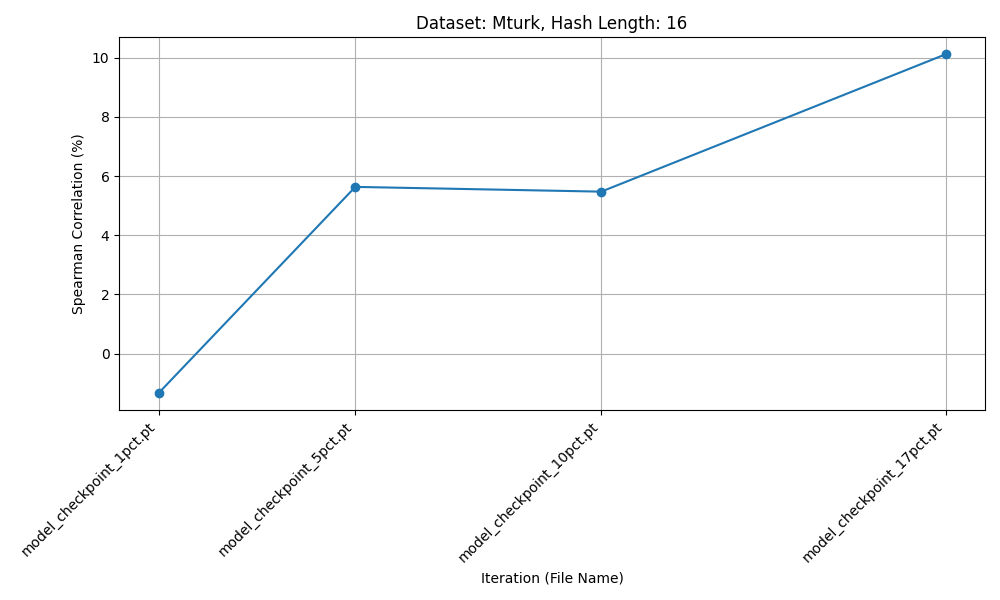 Dataset: Mturk, Hash Length: 16
Spearman Correlation (%)
10
8
6
4
2
0
model_checkpoint_1pct.pt
model_checkpoint_5pct.pt
model_checkpoint_10pct.pt
model_checkpoint_17pct.pt
Iteration (File Name)